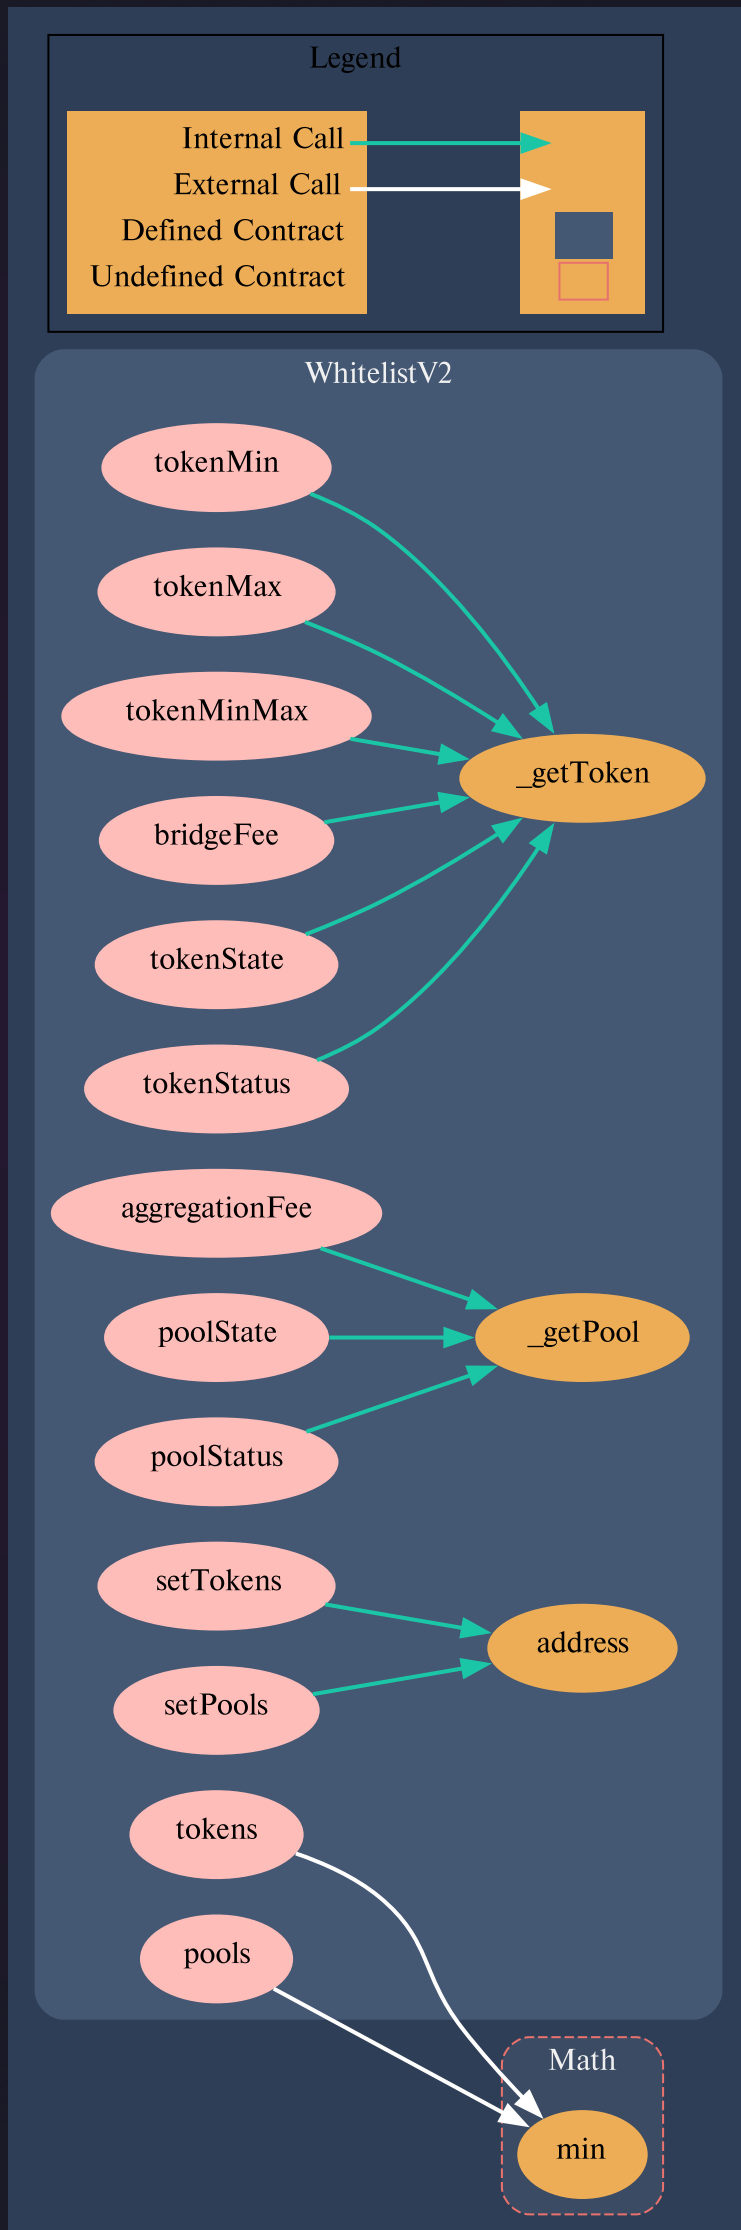 Legend
Internal Call
External Call
Defined Contract
Undefined Contract
WhitelistV2
tokenMin
tokenMax
tokenMinMax
_getToken
bridgeFee
tokenState
tokenStatus
aggregationFee
poolState
_getPool
poolStatus
setTokens
address
setPools
tokens
pools
Math
min